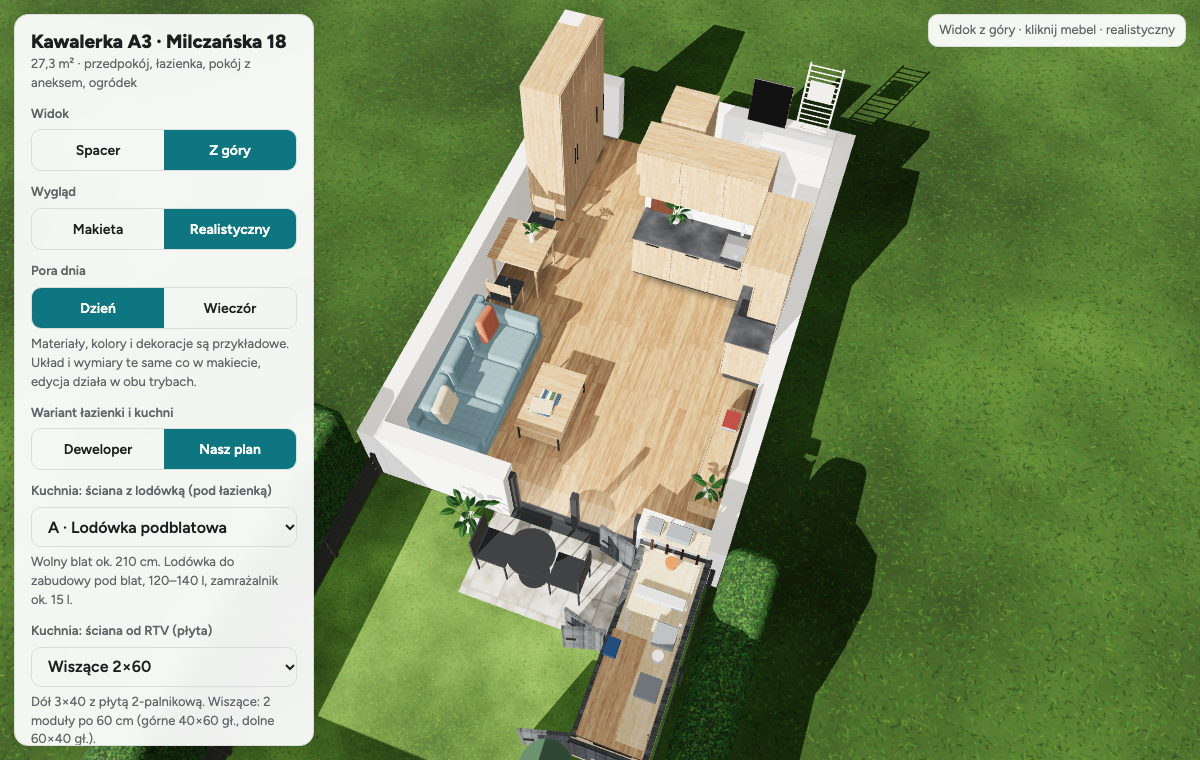 Kawalerka A3 · Milczańska 18
27,3 m² · przedpokój, łazienka, pokój z
aneksem, ogródek
Widok
Spacer
Z góry
Wygląd
Makieta
Realistyczny
Pora dnia
Dzień
Wieczór
Materiały, kolory i dekoracje są przykładowe.
Układ i wymiary te same co w makiecie,
edycja działa w obu trybach.
Wariant łazienki i kuchni
Deweloper
Nasz plan
Kuchnia: ściana z lodówką (pod łazienką)
A · Lodówka podblatowa
Wolny blat ok. 210 cm. Lodówka do
zabudowy pod blat, 120–140 l, zamrażalnik
ok. 15 l.
Kuchnia: ściana od RTV (płyta)
Wiszące 2×60
Dół 3×40 z płytą 2-palnikową. Wiszące: 2
moduły po 60 cm (górne 40×60 gł., dolne
60×40 gł.).
Widok z góry · kliknij mebel · realistyczny